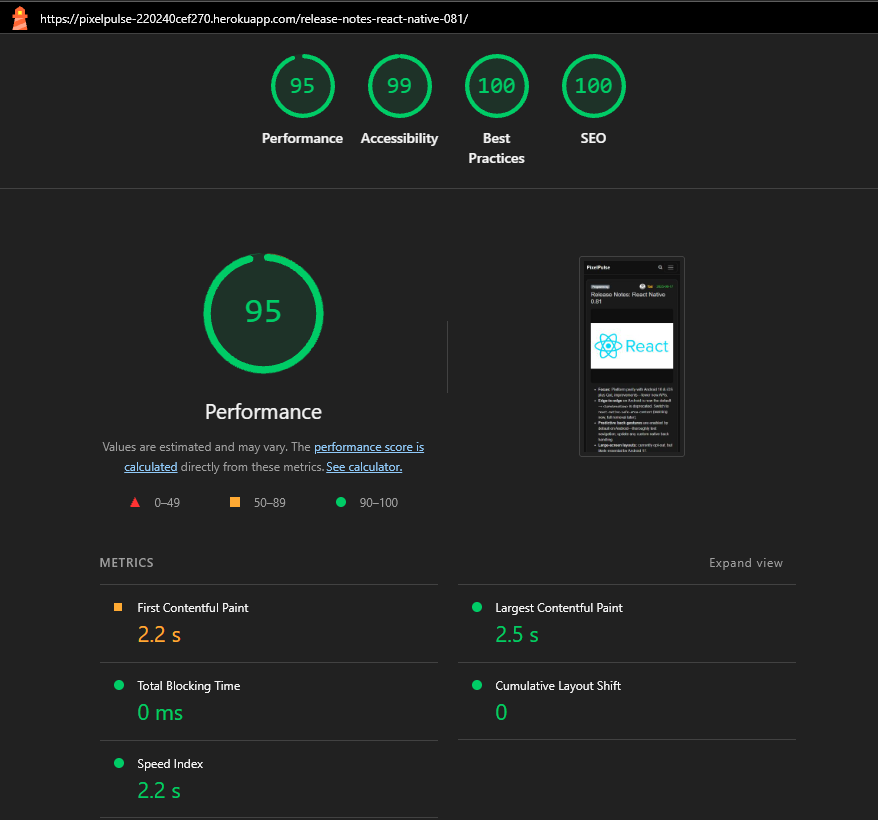 https://pixelpulse-220240cef270.herokuapp.com/release-notes-react-native-081/
95
99
100
100
Performance
Accessibility
Best
Practices
SEO
95
Performance
Values are estimated and may vary. The performance score is
calculated directly from these metrics. See calculator.
0–49
50–89
90–100
PixelPulse
Release Notes: React Native
0.81
React
METRICS
Expand view
First Contentful Paint
2.2 s
Largest Contentful Paint
2.5 s
Total Blocking Time
0 ms
Cumulative Layout Shift
0
Speed Index
2.2 s